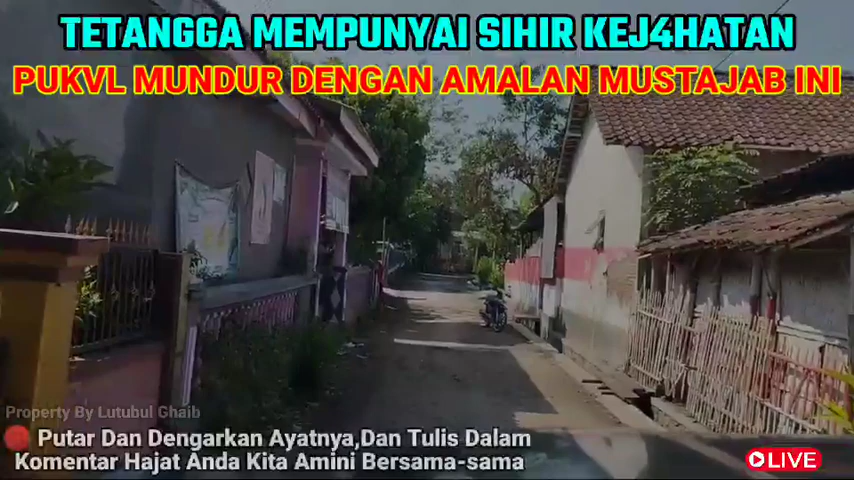 TETANGGA MEMPUNYAI SIHIR KEJ4HATAN
PUKVL MUNDUR DENGAN AMALAN MUSTAJAB INI
Property By Lutubul Ghaib
Putar Dan Dengarkan Ayatnya,Dan Tulis Dalam
Komentar Hajat Anda Kita Amini Bersama-sama
LIVE